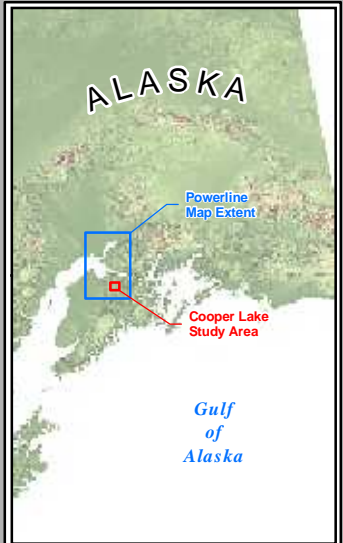 ALASKA
Powerline
Map Extent
Cooper Lake
Study Area
Gulf
of
Alaska